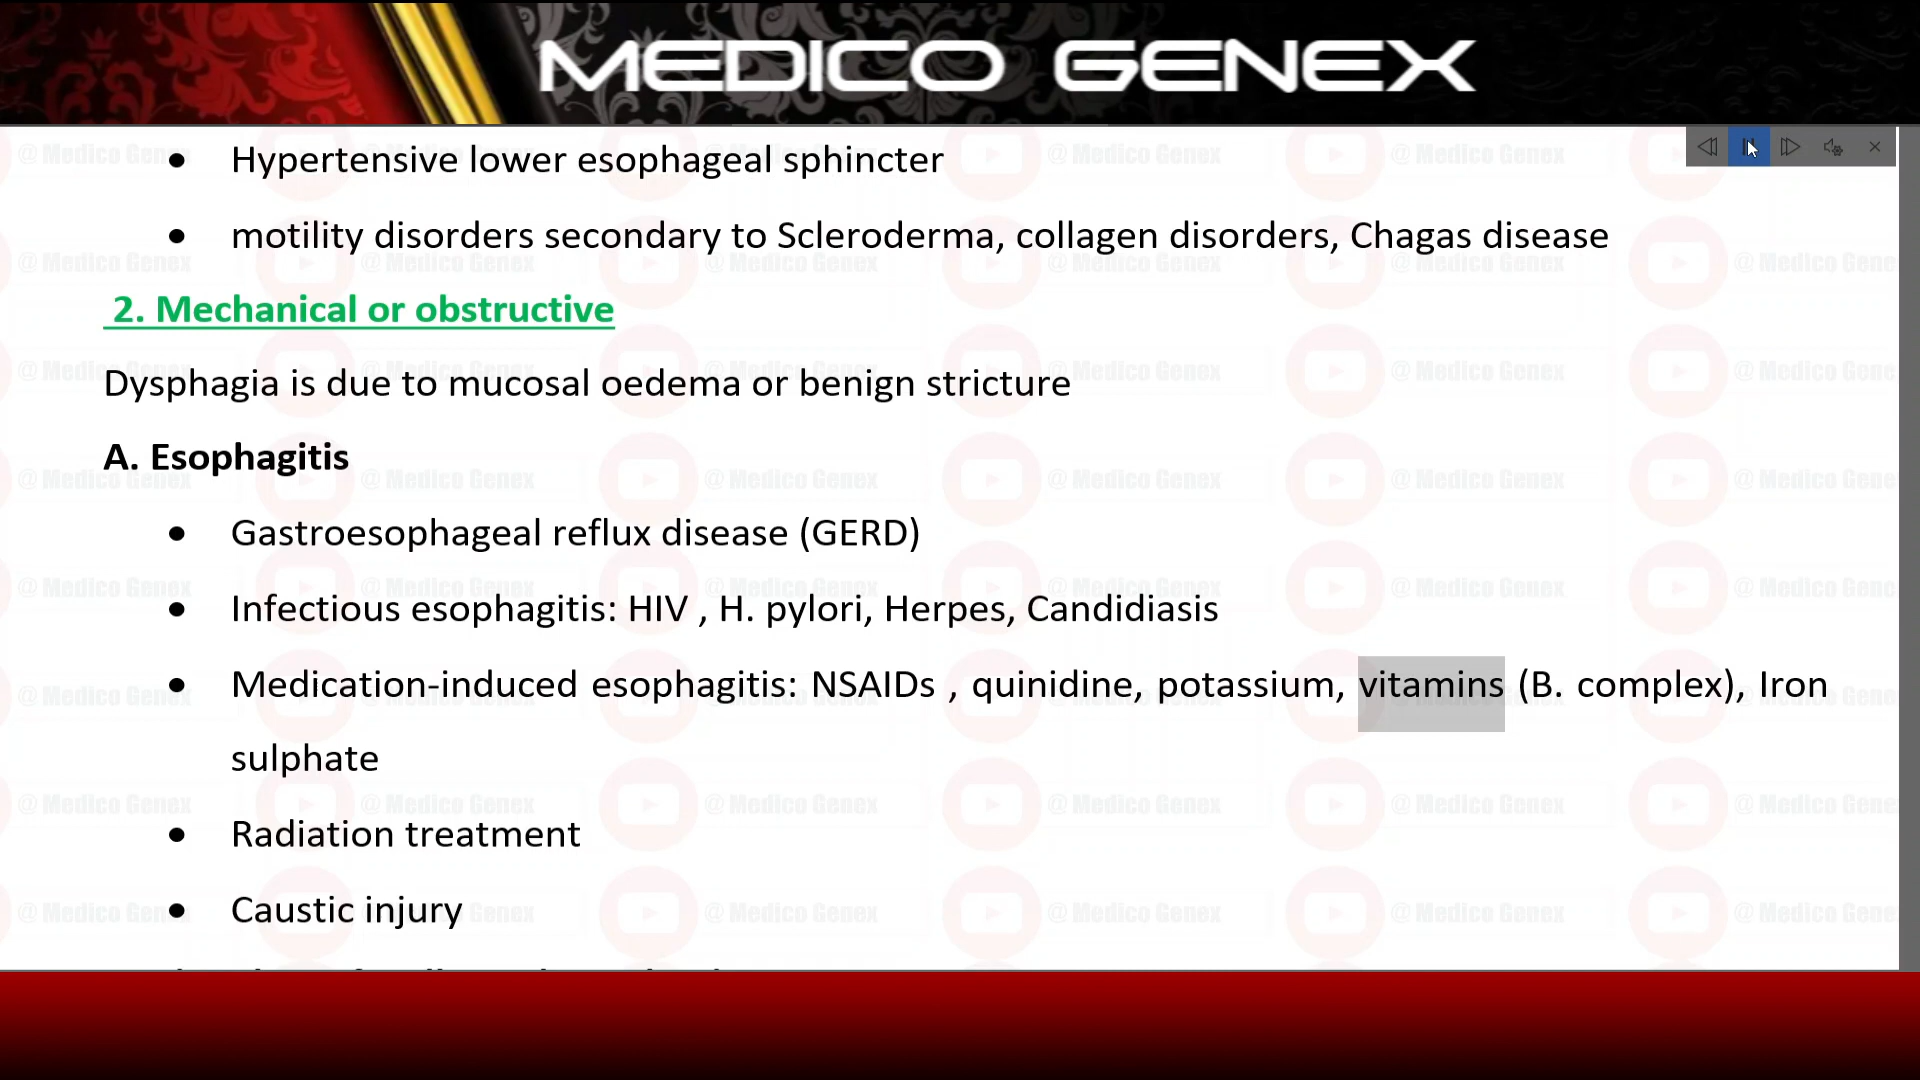 MEDICO GENEX
• Hypertensive lower esophageal sphincter
• motility disorders secondary to Scleroderma, collagen disorders, Chagas disease
2. Mechanical or obstructive
Dysphagia is due to mucosal oedema or benign stricture
A. Esophagitis
• Gastroesophageal reflux disease (GERD)
• Infectious esophagitis: HIV , H. pylori, Herpes, Candidiasis
• Medication-induced esophagitis: NSAIDs , quinidine, potassium, vitamins (B. complex), Iron
sulphate
• Radiation treatment
• Caustic injury
@ Medico Genex